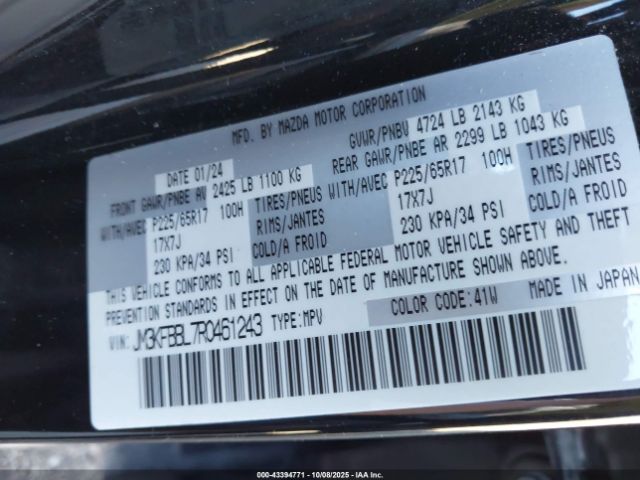 MFD. BY MAZDA MOTOR CORPORATION
DATE 01/24 GVWR/PNBV 4724 LB 2143 KG
FRONT GAWR/PNBE AV 2425 LB 1100 KG REAR GAWR/PNBE AR 2299 LB 1043 KG
WITH/AVEC P225/65R17 100H TIRES/PNEUS WITH/AVEC P225/65R17 100H TIRES/PNEUS
17X7J RIMS/JANTES 17X7J RIMS/JANTES
230 KPA/34 PSI COLD/A FROID 230 KPA/34 PSI COLD/A FROID
THIS VEHICLE CONFORMS TO ALL APPLICABLE FEDERAL MOTOR VEHICLE SAFETY AND THEFT
PREVENTION STANDARDS IN EFFECT ON THE DATE OF MANUFACTURE SHOWN ABOVE.
VIN: JM3KFBBL7R0461243 TYPE:MPV COLOR CODE:41W MADE IN JAPAN
000-43394771 - 10/08/2025 - IAA Inc.